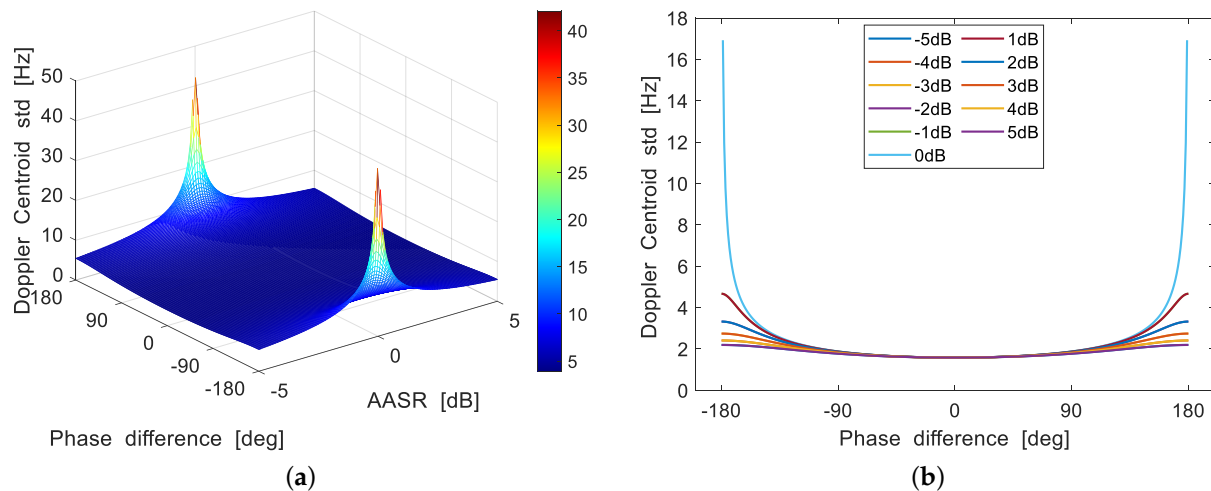 Doppler Centroid std [Hz]
50
40
30
20
10
0
180
90
0
-90
-180
-5
0
5
AASR [dB]
Phase difference [deg]
40
35
30
25
20
15
10
5
(a)
Doppler Centroid std [Hz]
18
16
14
12
10
8
6
4
2
0
-5dB
-4dB
-3dB
-2dB
-1dB
0dB
1dB
2dB
3dB
4dB
5dB
-180
-90
0
90
180
Phase difference [deg]
(b)